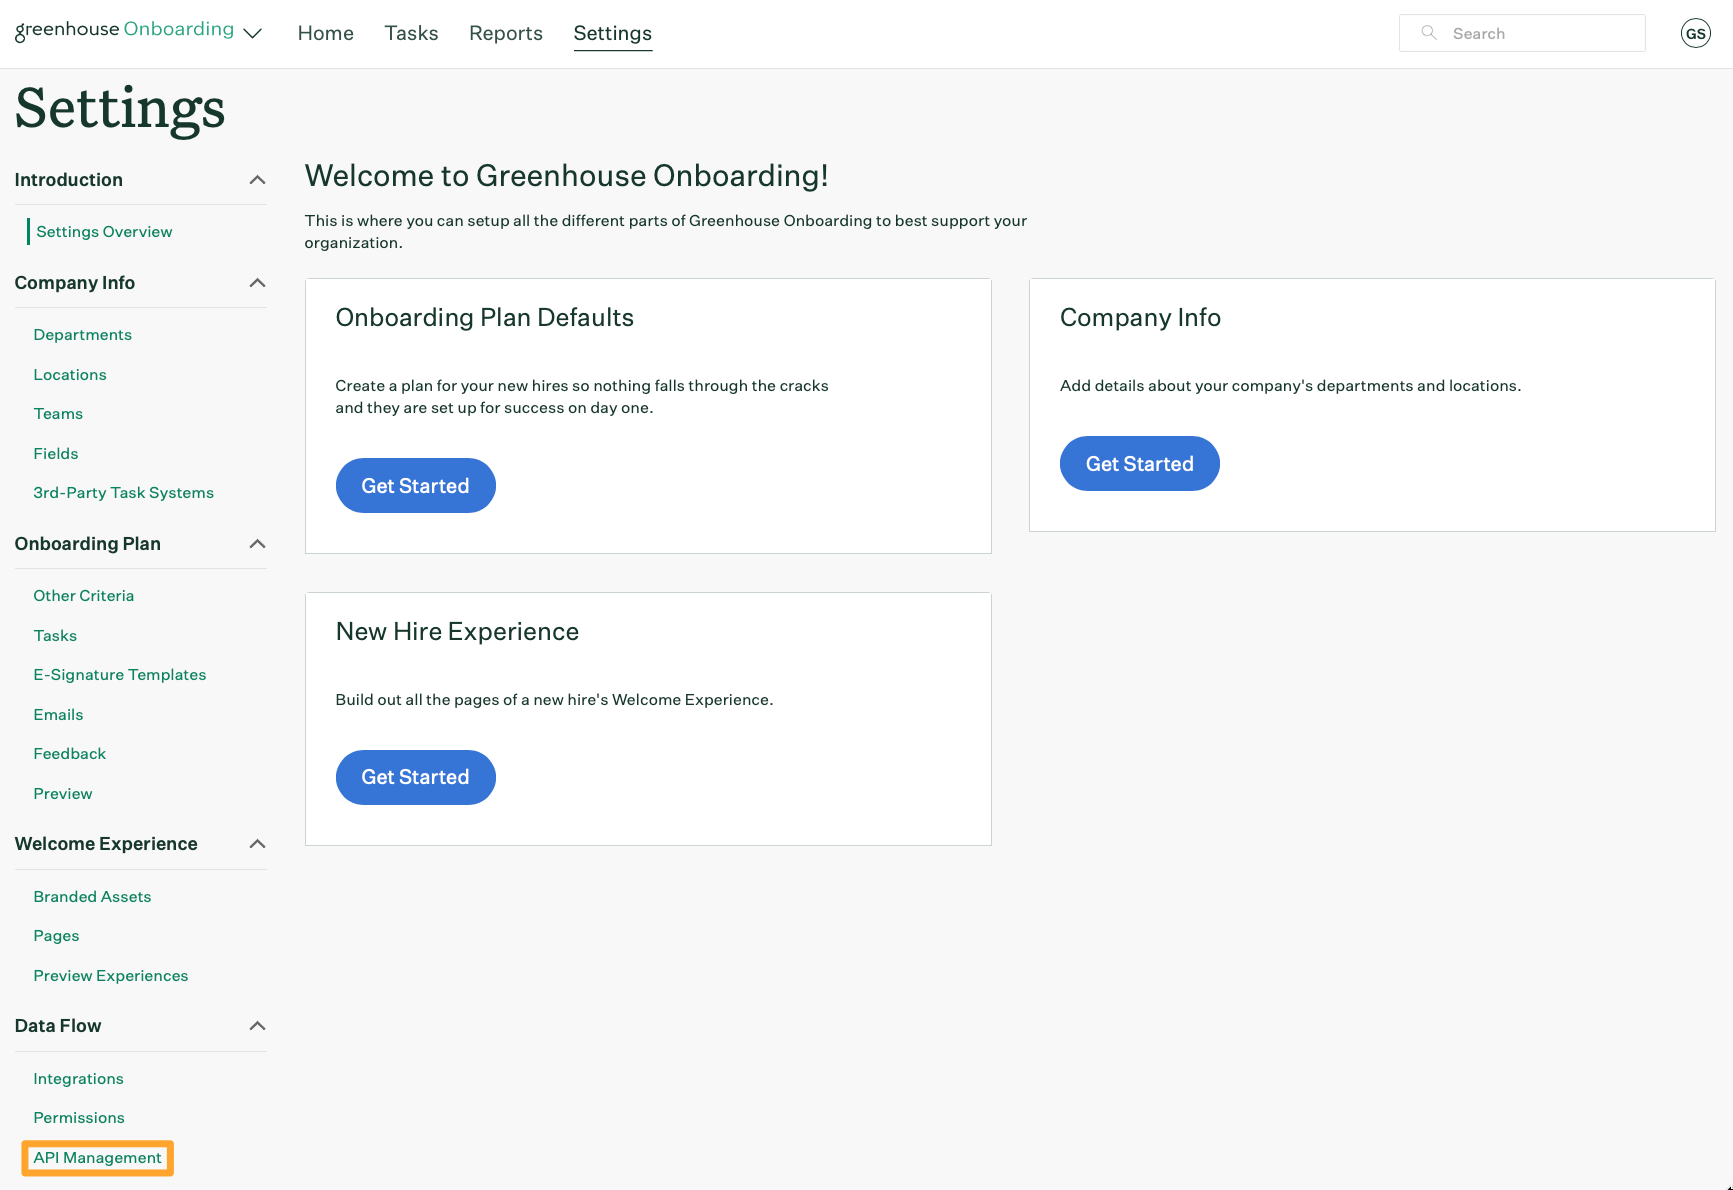 greenhouse Onboarding
Home
Tasks
Reports
Settings
Search
GS
Settings
Introduction
Settings Overview
Company Info
Departments
Locations
Teams
Fields
3rd-Party Task Systems
Onboarding Plan
Other Criteria
Tasks
E-Signature Templates
Emails
Feedback
Preview
Welcome Experience
Branded Assets
Pages
Preview Experiences
Data Flow
Integrations
Permissions
API Management
Welcome to Greenhouse Onboarding!
This is where you can setup all the different parts of Greenhouse Onboarding to best support your
organization.
Onboarding Plan Defaults
Create a plan for your new hires so nothing falls through the cracks
and they are set up for success on day one.
Get Started
Company Info
Add details about your company's departments and locations.
Get Started
New Hire Experience
Build out all the pages of a new hire's Welcome Experience.
Get Started